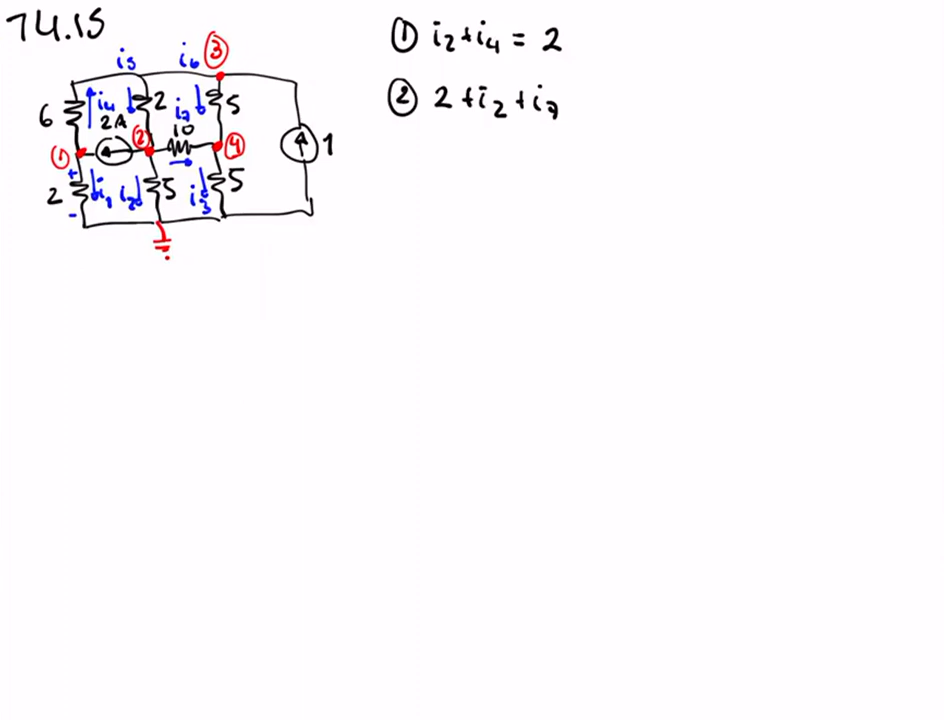 74.15
① i₂+i₄ = 2
② 2 + i₂ + i₇
i₅ i₆ ③
6 i₄ 2 i₇ 5
2A 10
① ② ④ 1
+
2 i₁ i₂ 5 i₃ 5
-